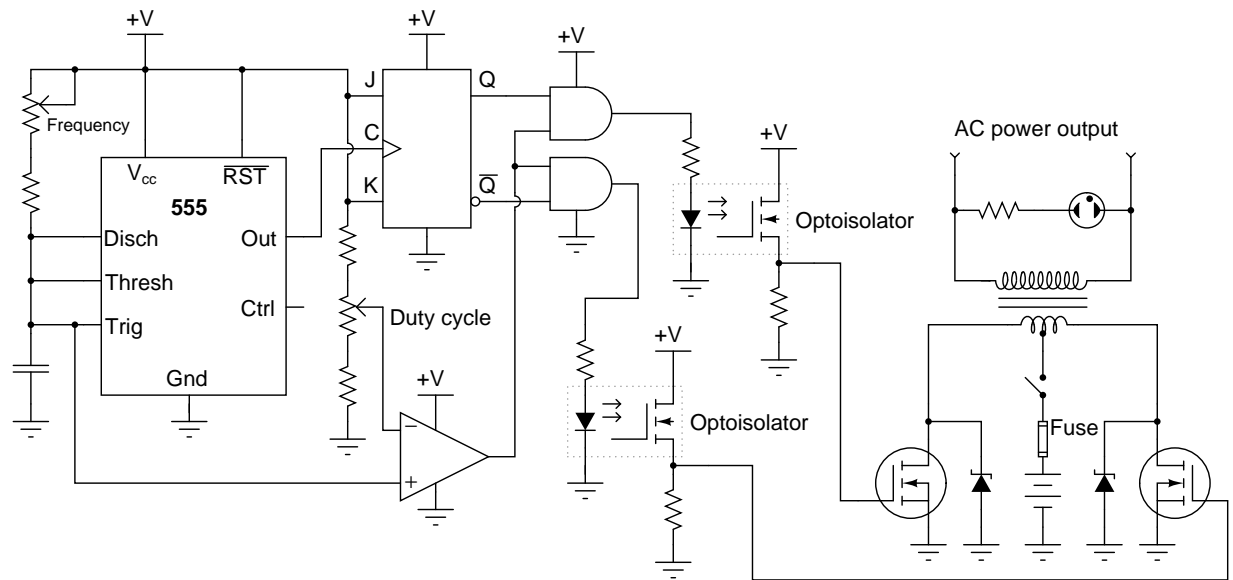 +V
+V
+V
J
Q
C
K
Q
Frequency
Vcc
RST
555
Disch
Out
Thresh
Ctrl
Trig
Gnd
Duty cycle
+V
−
+
+V
Optoisolator
+V
Optoisolator
AC power output
Fuse